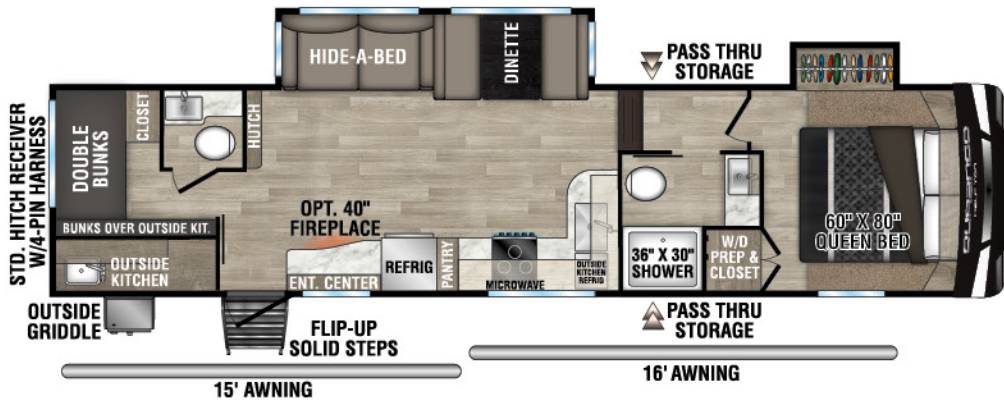 HIDE-A-BED
DINETTE
PASS THRU
STORAGE
STD. HITCH RECEIVER
W/4-PIN HARNESS
DOUBLE
BUNKS
CLOSET
HUTCH
BUNKS OVER OUTSIDE KIT.
OUTSIDE
KITCHEN
OPT. 40"
FIREPLACE
ENT. CENTER
REFRIG
PANTRY
MICROWAVE
OUTSIDE
KITCHEN
REFRIG
36" X 30"
SHOWER
W/D
PREP &
CLOSET
60" X 80"
QUEEN BED
DURANGO
OUTSIDE
GRIDDLE
FLIP-UP
SOLID STEPS
PASS THRU
STORAGE
15' AWNING
16' AWNING